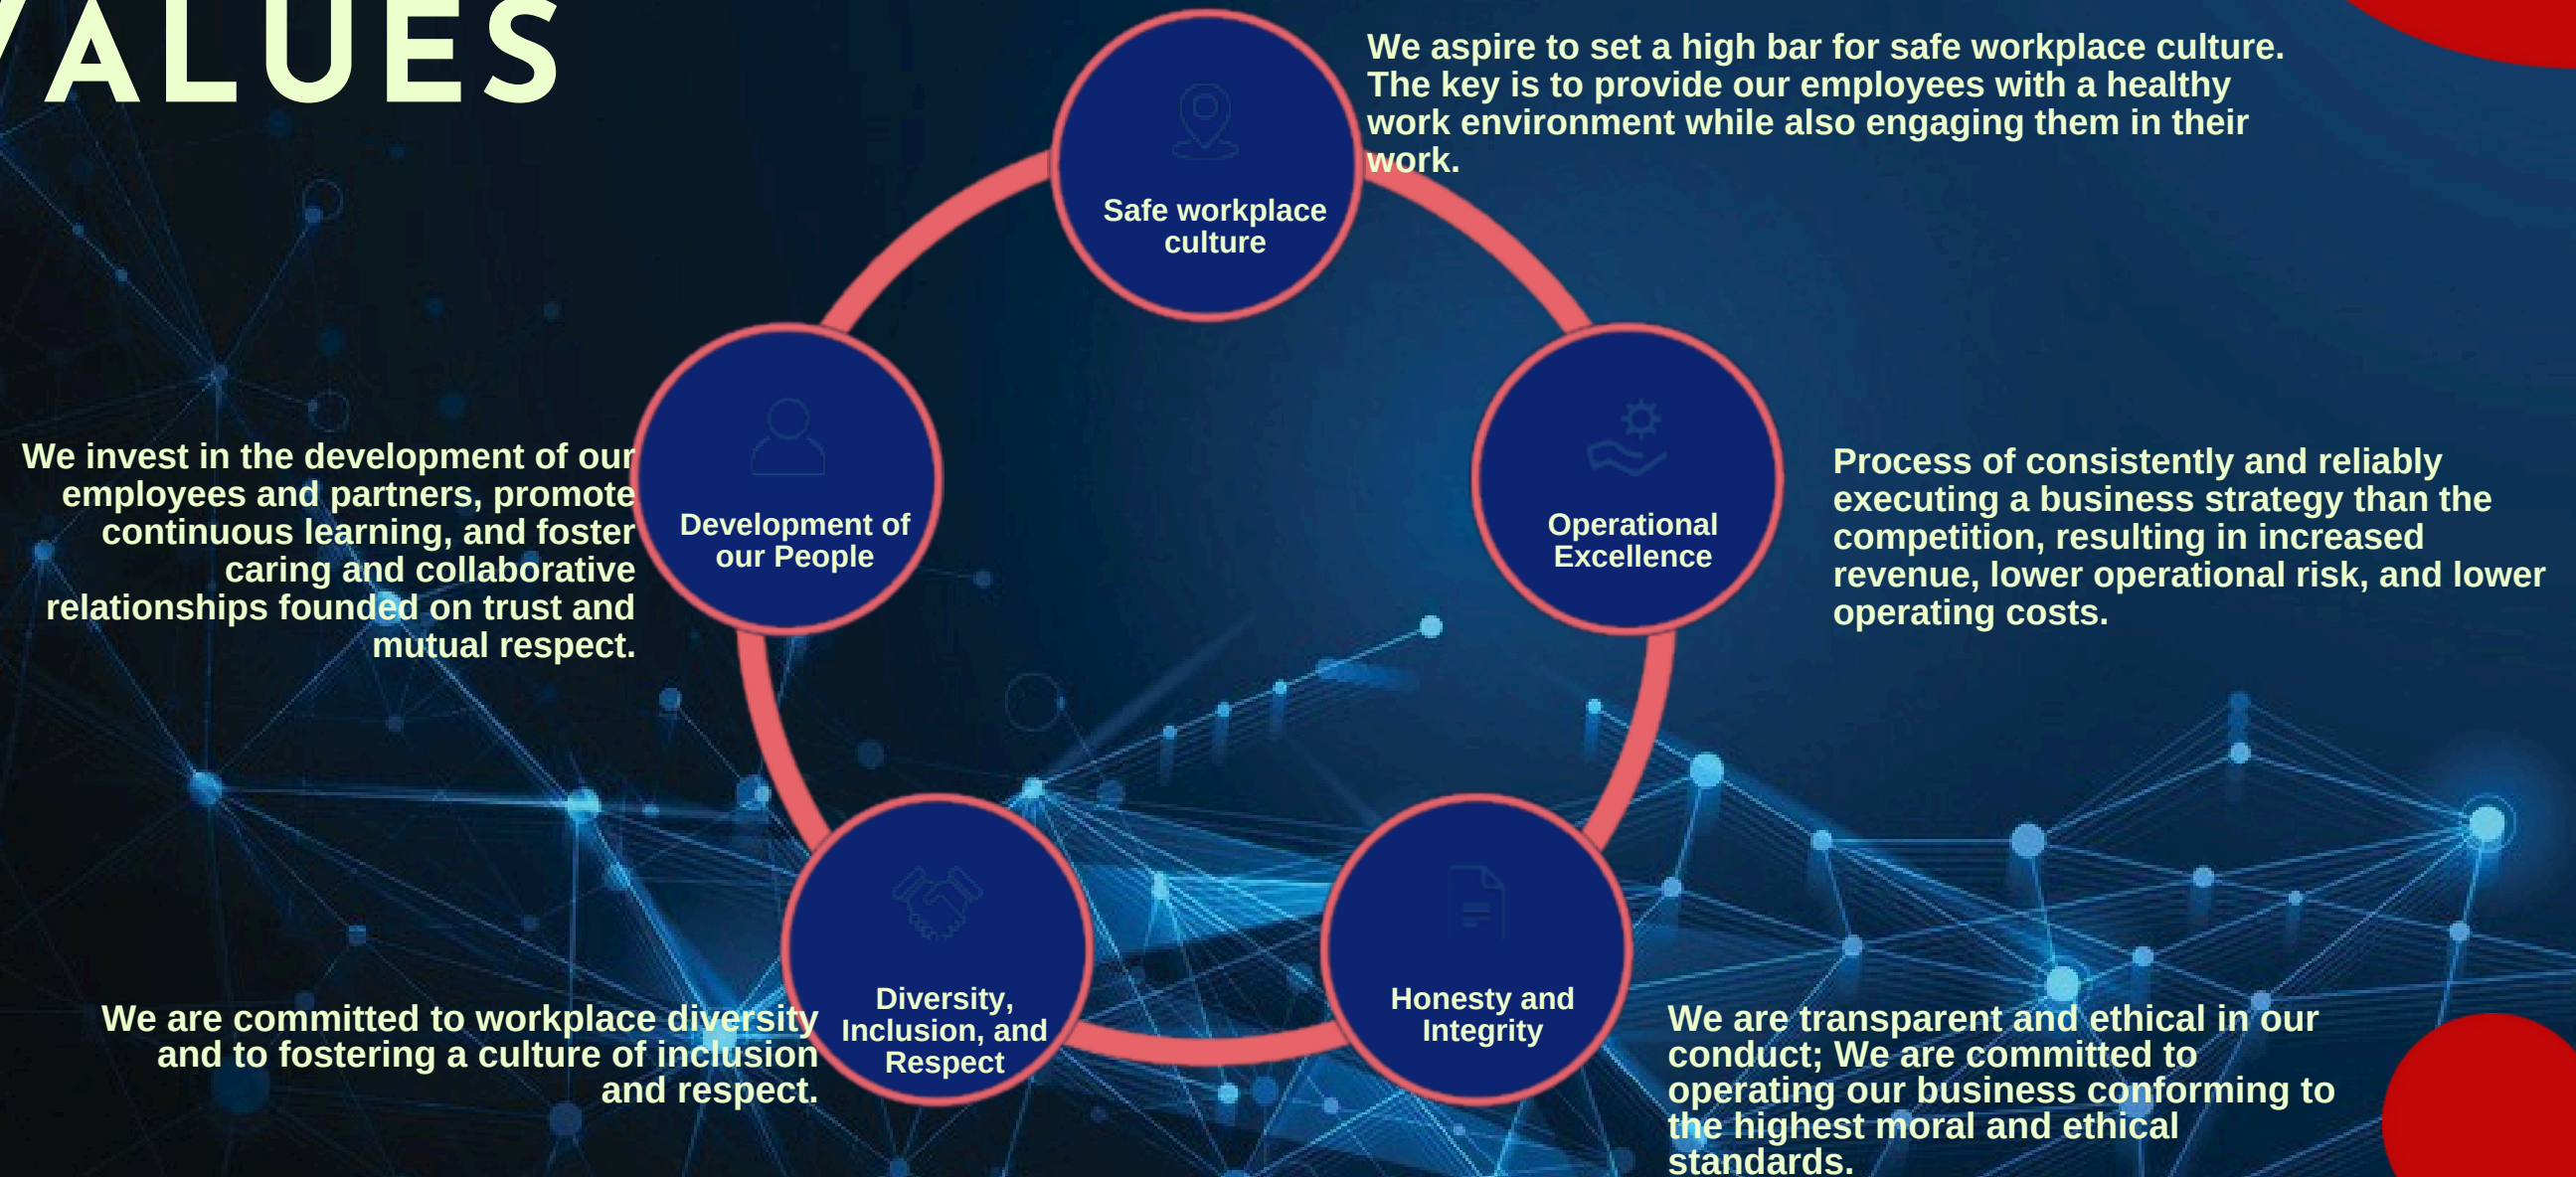 VALUES
We aspire to set a high bar for safe workplace culture.
The key is to provide our employees with a healthy
work environment while also engaging them in their
work.
Safe workplace
culture
We invest in the development of our
employees and partners, promote
continuous learning, and foster
caring and collaborative
relationships founded on trust and
mutual respect.
Development of
our People
Operational
Excellence
Process of consistently and reliably
executing a business strategy than the
competition, resulting in increased
revenue, lower operational risk, and lower
operating costs.
We are committed to workplace diversity
and to fostering a culture of inclusion
and respect.
Diversity,
Inclusion, and
Respect
Honesty and
Integrity
We are transparent and ethical in our
conduct; We are committed to
operating our business conforming to
the highest moral and ethical
standards.